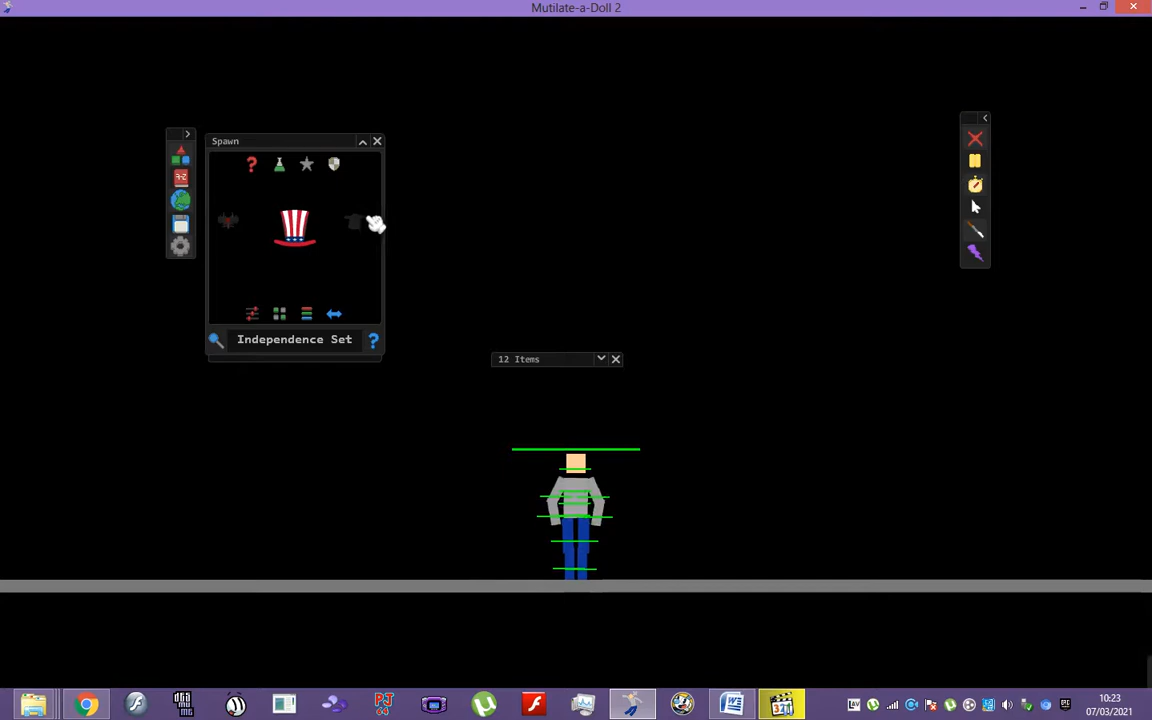 Mutilate-a-Doll 2
Spawn
Independence Set
12 Items
10:23
07/03/2021